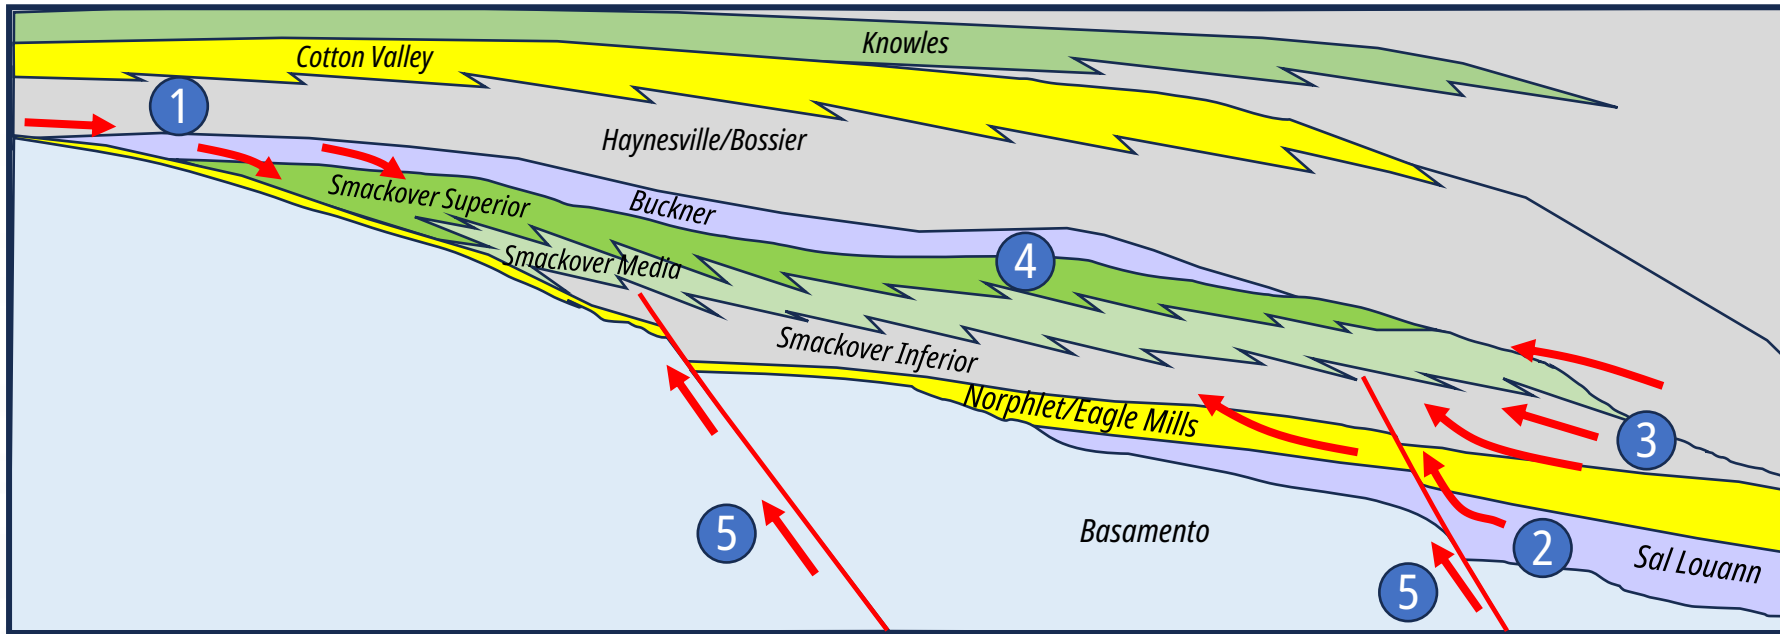 Knowles
Cotton Valley
1
Haynesville/Bossier
Smackover Superior
Buckner
4
Smackover Media
Smackover Inferior
Norphlet/Eagle Mills
3
5
Basamento
2
Sal Louann
5